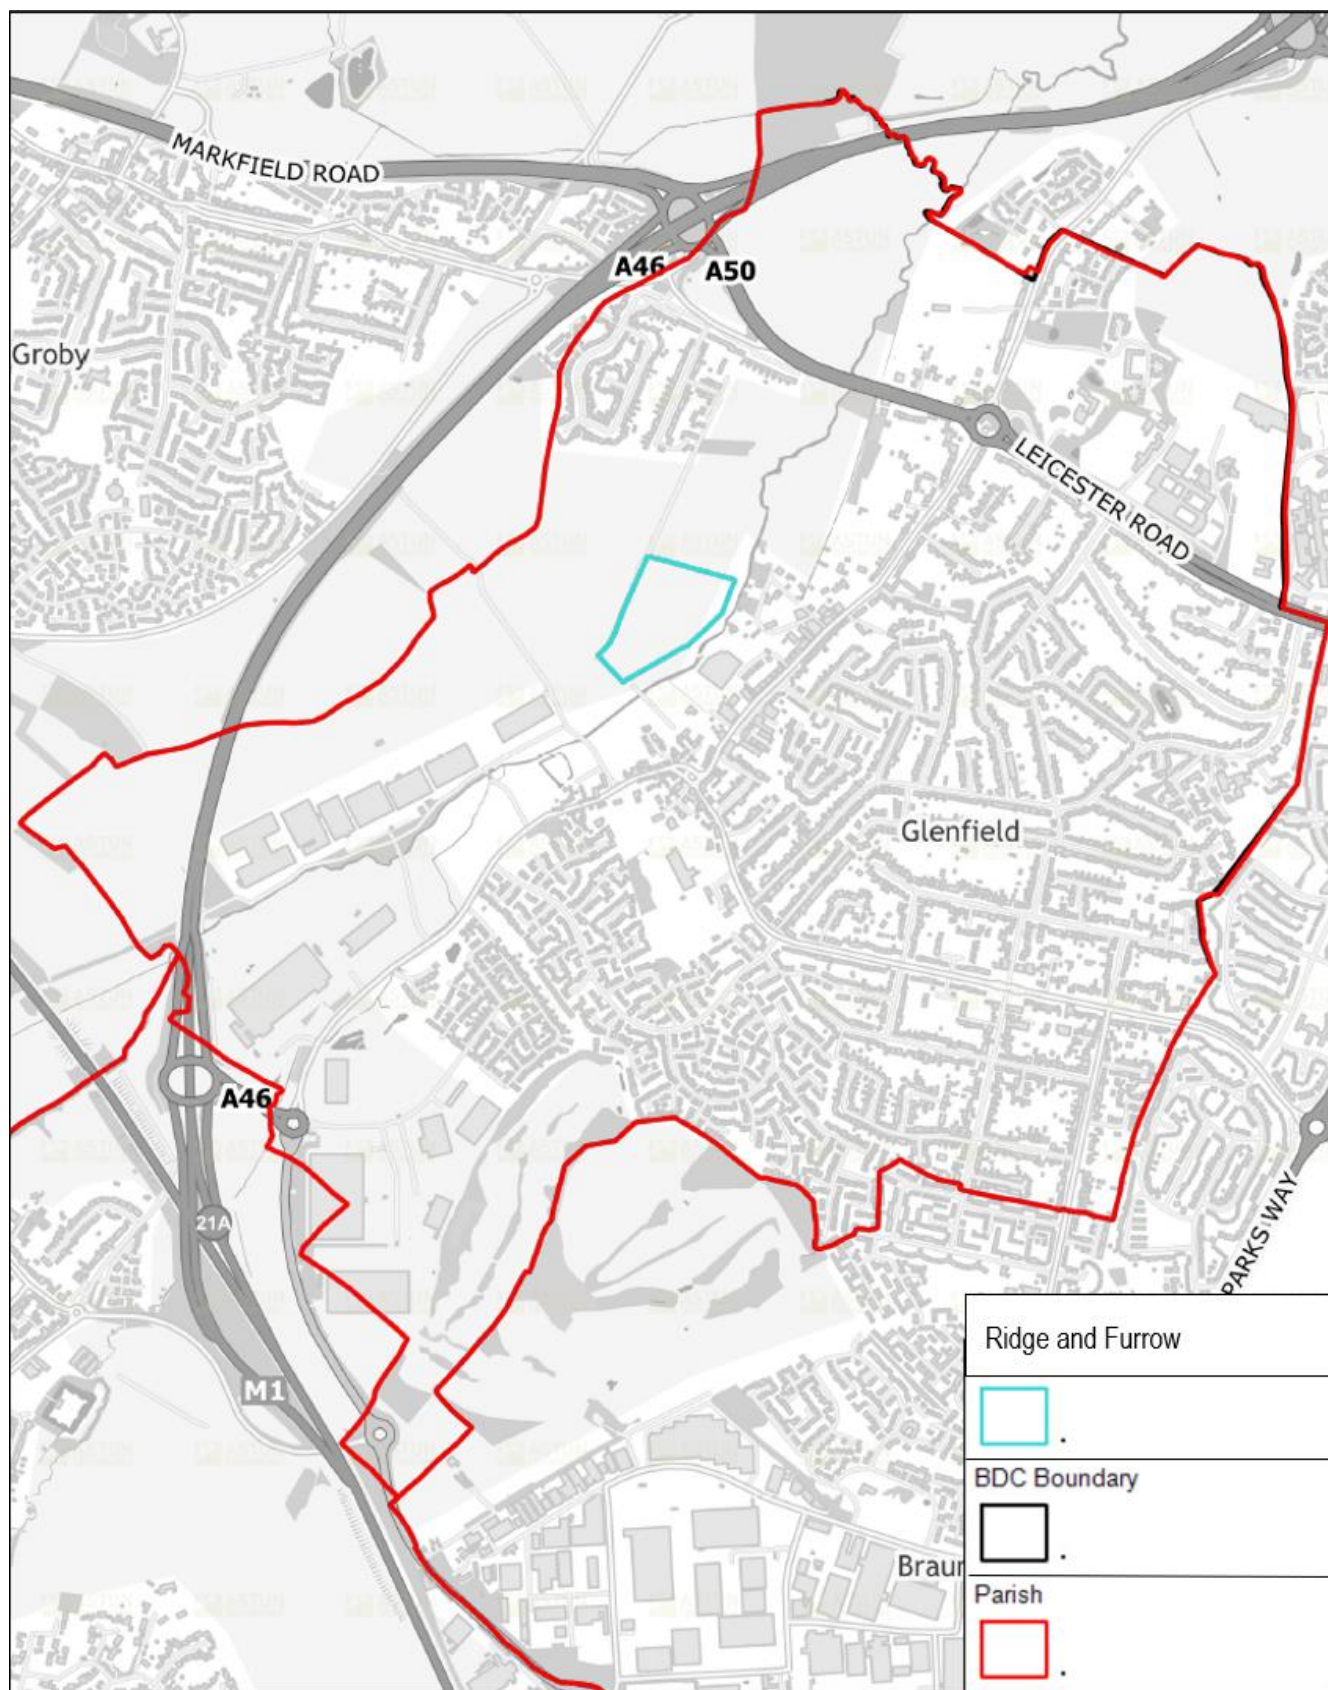 MARKFIELD ROAD
A46
A50
Groby
LEICESTER ROAD
Glenfield
A46
21A
PARKS WAY
M1
Braun
Ridge and Furrow
.
BDC Boundary
.
Parish
.